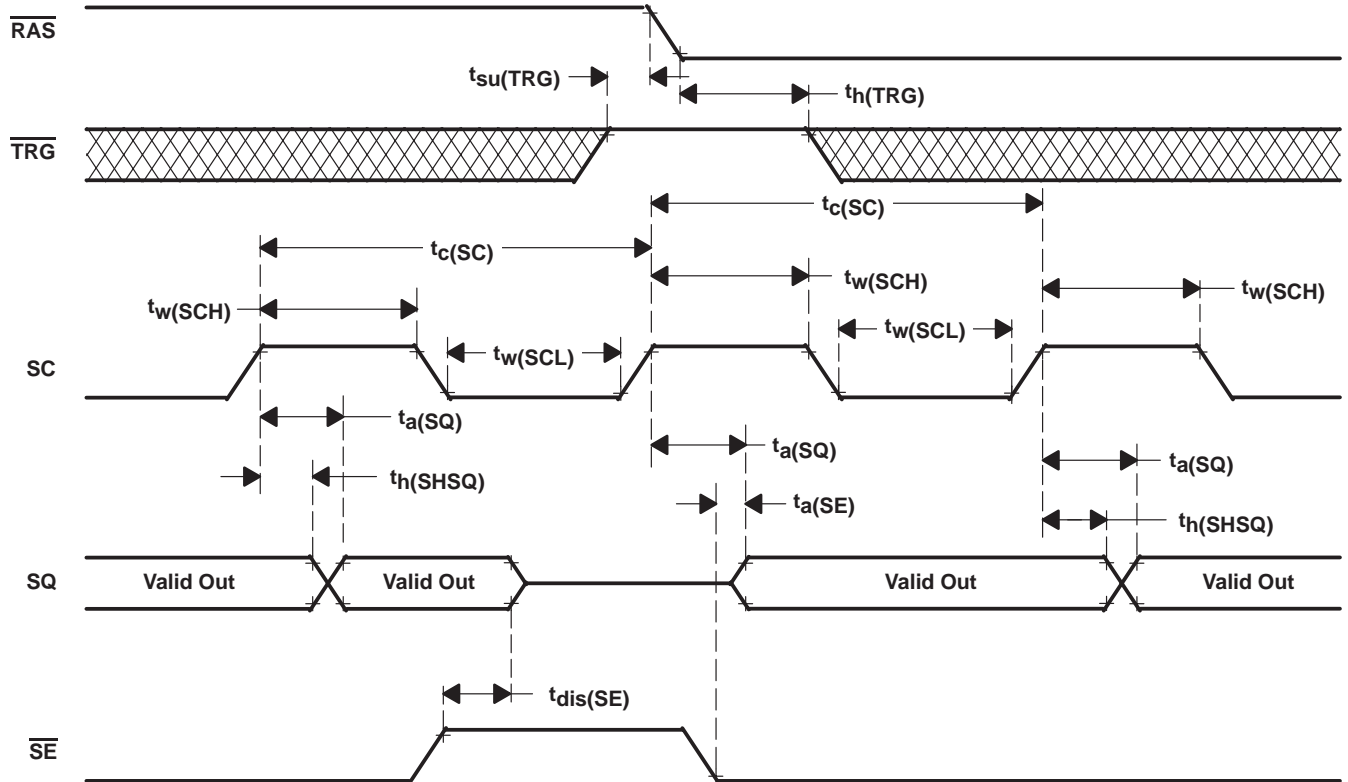 RAS
tsu(TRG)
th(TRG)
TRG
tc(SC)
tc(SC)
tw(SCH)
tw(SCH)
tw(SCH)
tw(SCL)
tw(SCL)
SC
ta(SQ)
ta(SQ)
ta(SQ)
th(SHSQ)
ta(SE)
th(SHSQ)
SQ Valid Out Valid Out Valid Out Valid Out
tdis(SE)
SE